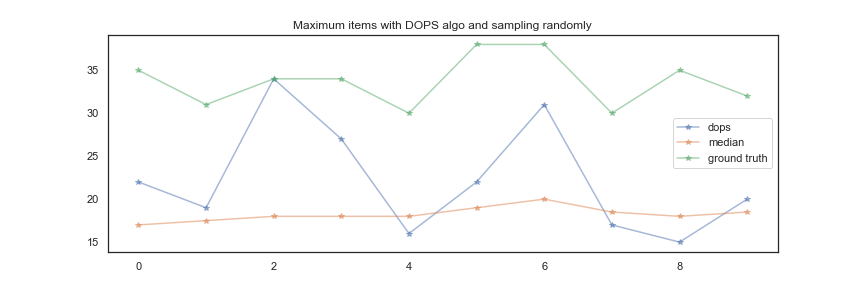 Maximum items with DOPS algo and sampling randomly
35
30
25
20
15
dops
median
ground truth
0 2 4 6 8